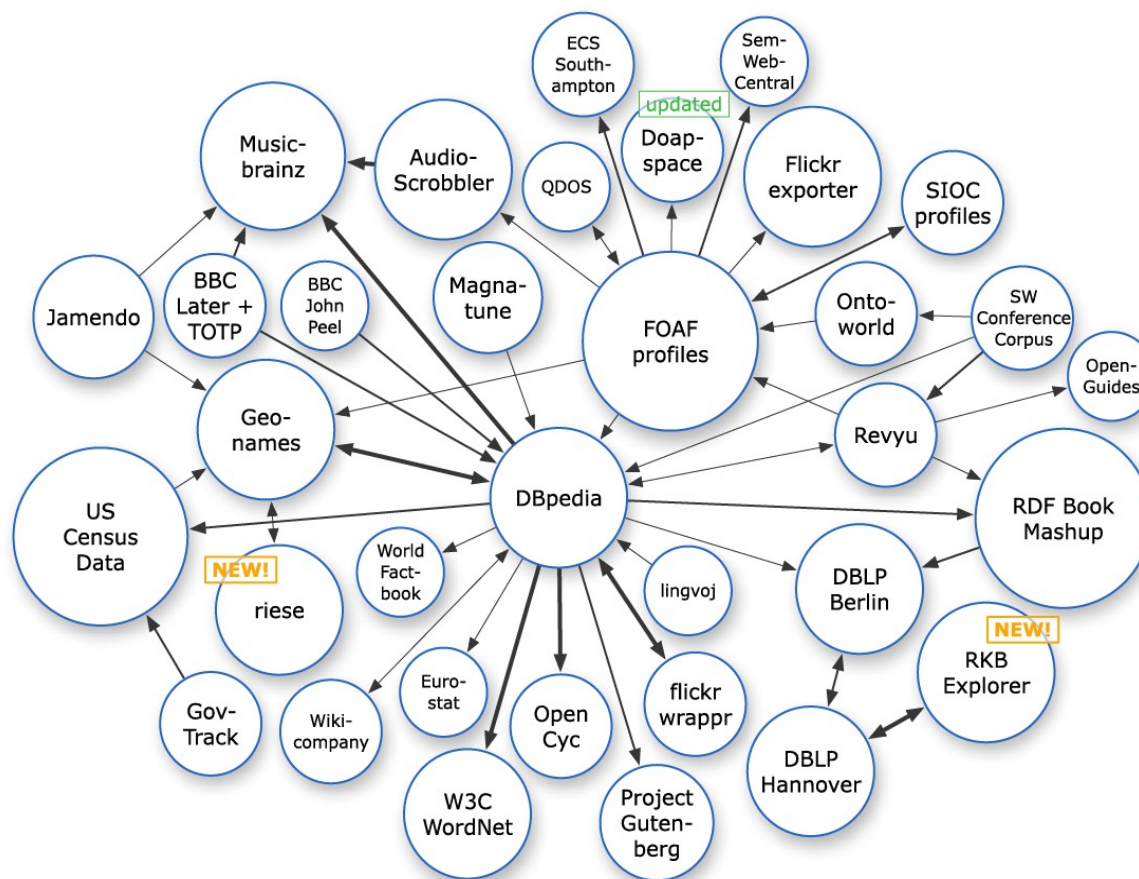 ECS
South-
ampton
Sem-
Web-
Central
updated
Doap-
space
Music-
brainz
Audio-
Scrobbler
QDOS
Flickr
exporter
SIOC
profiles
Jamendo
BBC
Later +
TOTP
BBC
John
Peel
Magna-
tune
FOAF
profiles
Onto-
world
SW
Conference
Corpus
Open-
Guides
Geo-
names
Revyu
US
Census
Data
DBpedia
RDF Book
Mashup
NEW!
riese
World
Fact-
book
lingvoj
DBLP
Berlin
NEW!
RKB
Explorer
Gov-
Track
Wiki-
company
Euro-
stat
Open
Cyc
flickr
wrappr
DBLP
Hannover
W3C
WordNet
Project
Guten-
berg